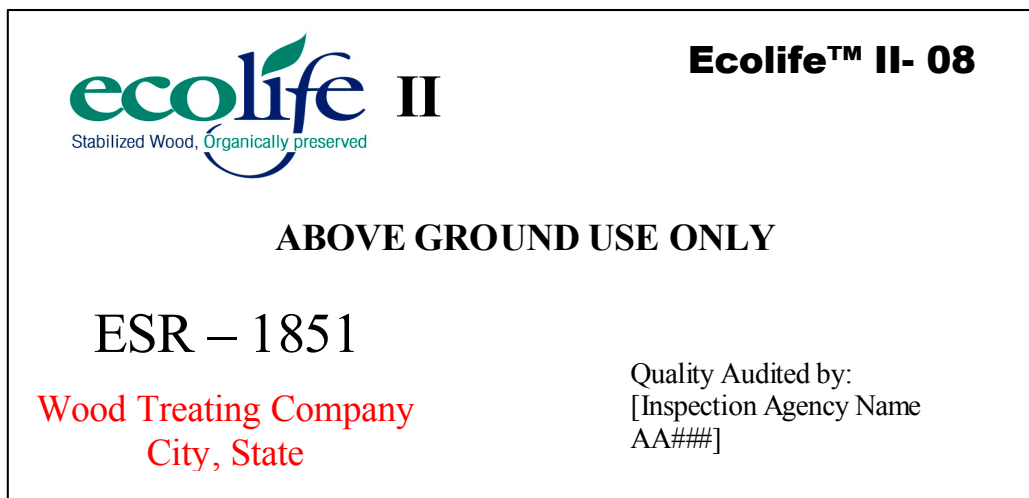 ecolife II
Stabilized Wood, Organically preserved
Ecolife™ II- 08
ABOVE GROUND USE ONLY
ESR – 1851
Wood Treating Company
City, State
Quality Audited by:
[Inspection Agency Name
AA###]